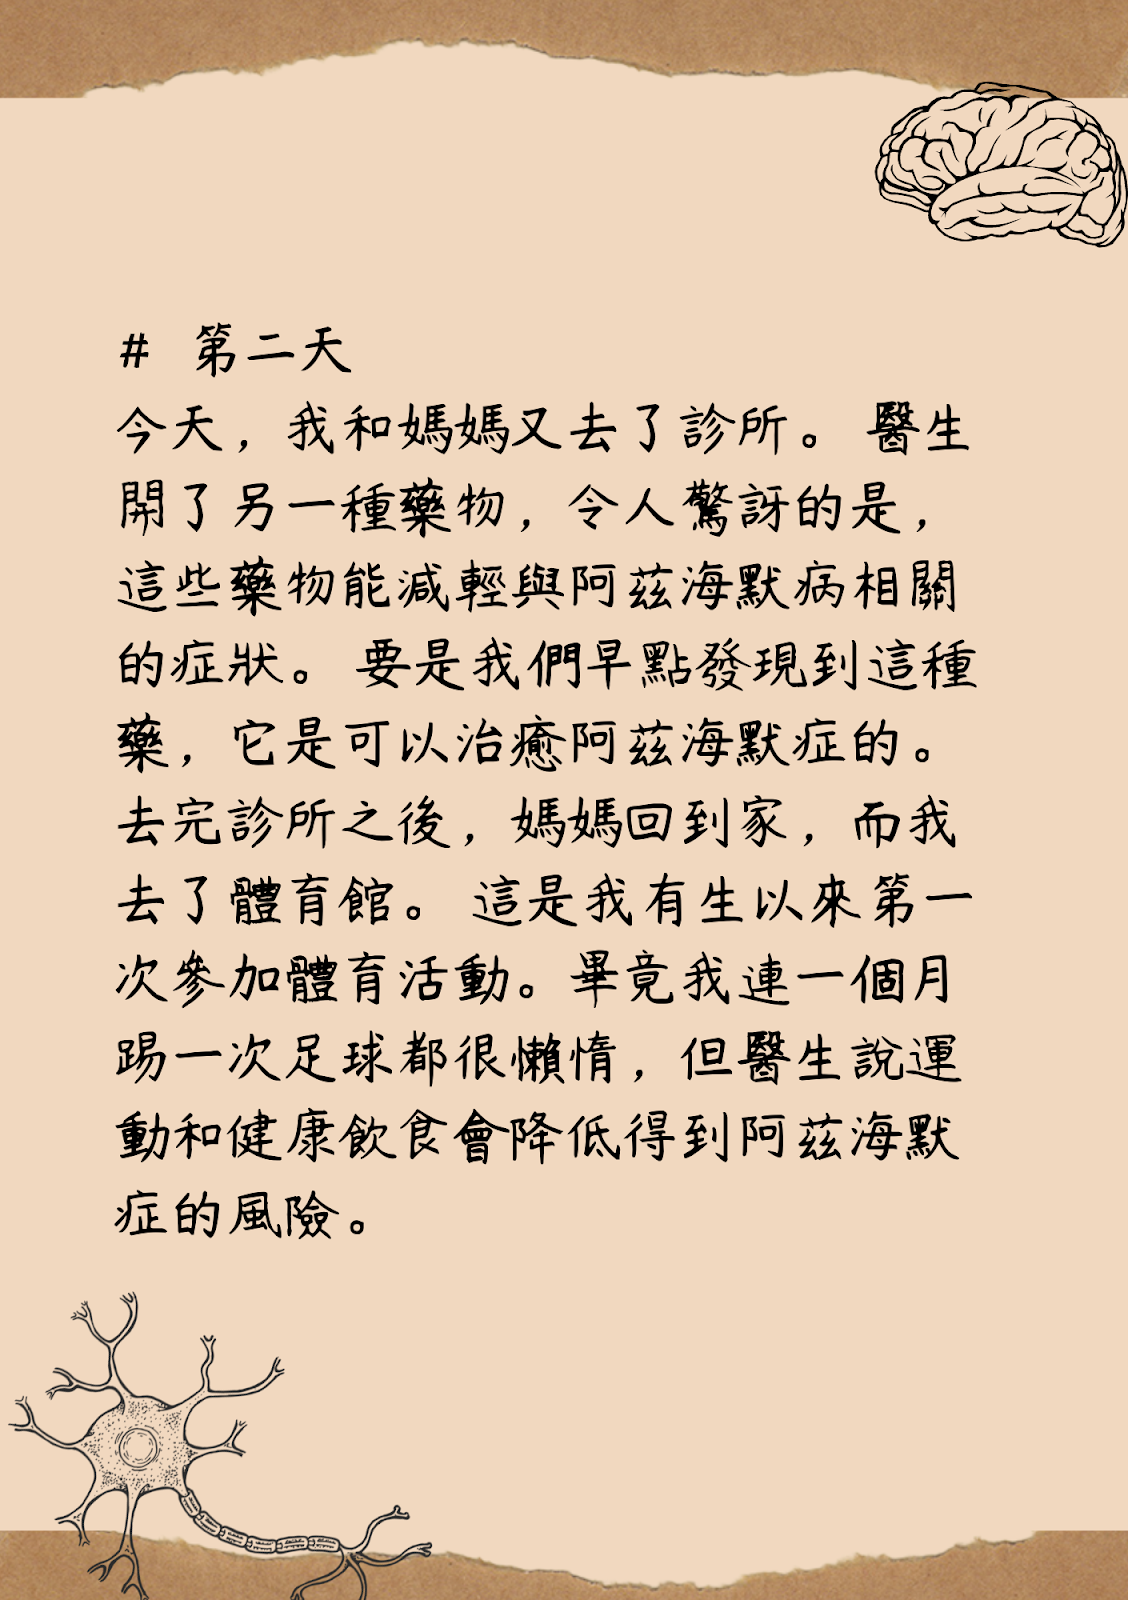 # 第二天
今天，我和媽媽又去了診所。 醫生
開了另一種藥物，令人驚訝的是，
這些藥物能減輕與阿茲海默病相關
的症狀。 要是我們早點發現到這種
藥，它是可以治癒阿茲海默症的。
去完診所之後，媽媽回到家，而我
去了體育館。 這是我有生以來第一
次參加體育活動。畢竟我連一個月
踢一次足球都很懶惰，但醫生說運
動和健康飲食會降低得到阿茲海默
症的風險。